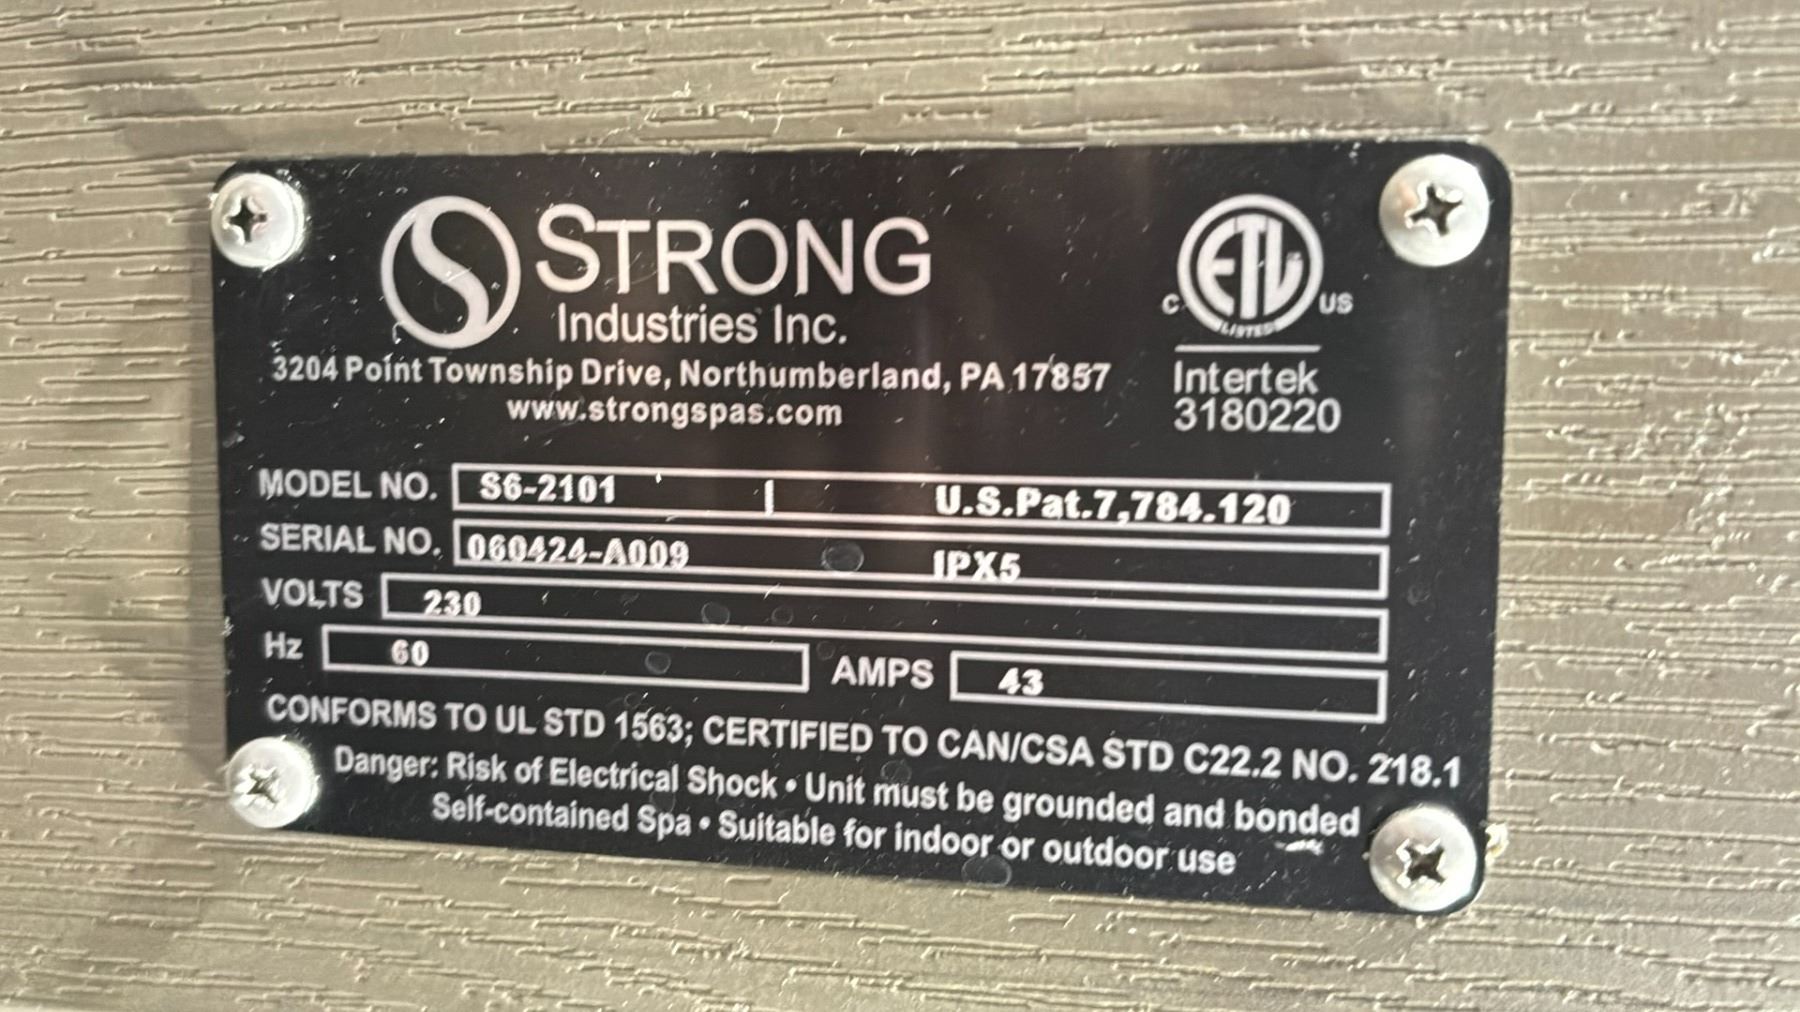 STRONG
Industries Inc.
3204 Point Township Drive, Northumberland, PA 17857
www.strongspas.com
ETL
C US
LISTED
Intertek
3180220
MODEL NO. S6-2101 | U.S.Pat.7,784.120
SERIAL NO. 060424-A009 IPX5
VOLTS 230
Hz 60 AMPS 43
CONFORMS TO UL STD 1563; CERTIFIED TO CAN/CSA STD C22.2 NO. 218.1
Danger: Risk of Electrical Shock • Unit must be grounded and bonded
Self-contained Spa • Suitable for indoor or outdoor use